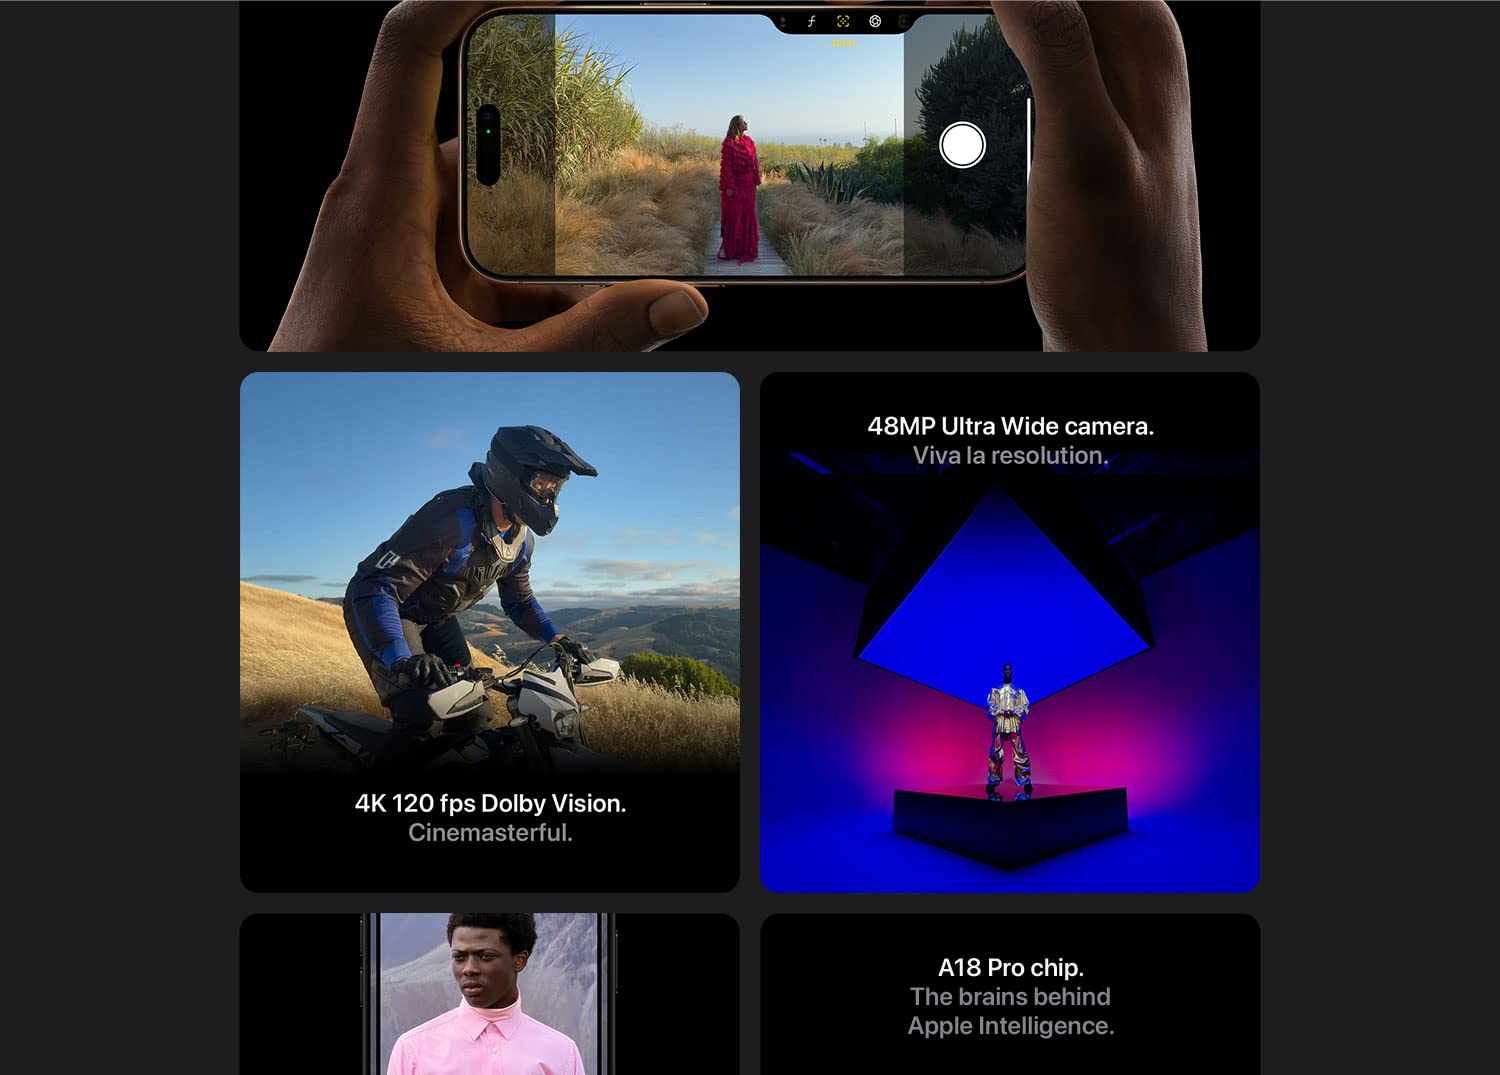 4K 120 fps Dolby Vision.
Cinemasterful.
48MP Ultra Wide camera.
Viva la resolution.
A18 Pro chip.
The brains behind
Apple Intelligence.